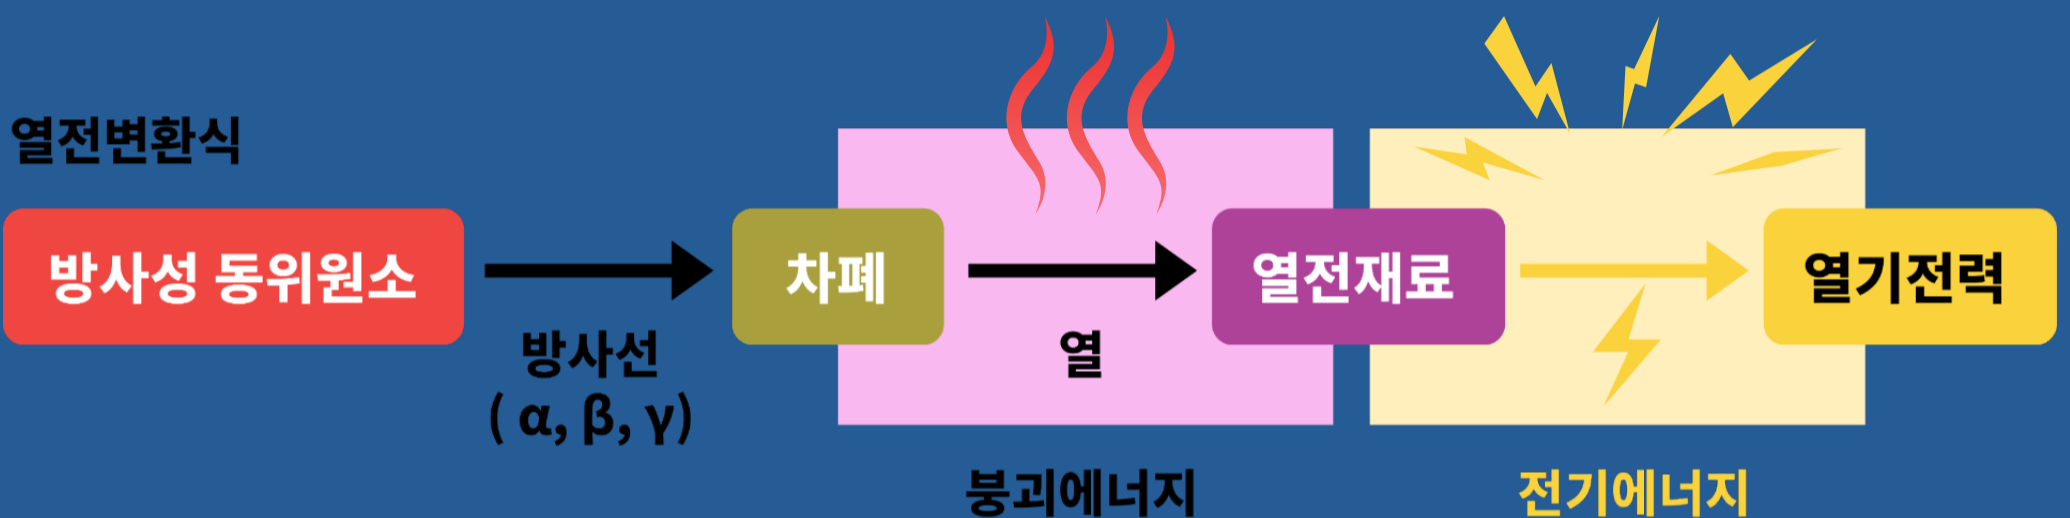 열전변환식
방사성 동위원소
차폐
열전재료
열기전력
방사선
( α, β, γ)
열
붕괴에너지
전기에너지